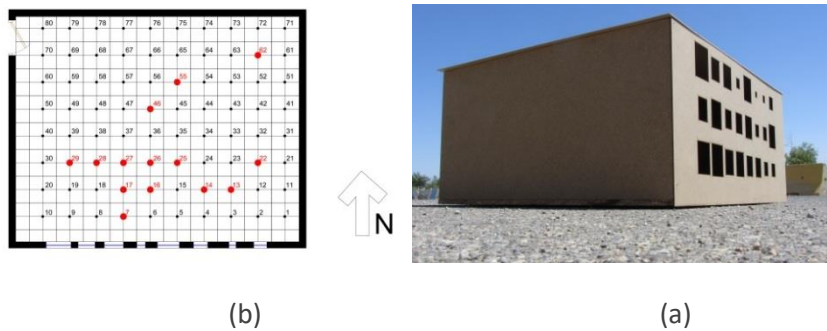 80 79 78 77 76 75 74 73 72 71
70 69 68 67 66 65 64 63 62 61
60 59 58 57 56 55 54 53 52 51
50 49 48 47 46 45 44 43 42 41
40 39 38 37 36 35 34 33 32 31
30 29 28 27 26 25 24 23 22 21
20 19 18 17 16 15 14 13 12 11
10 9 8 7 6 5 4 3 2 1
N
(b) (a)